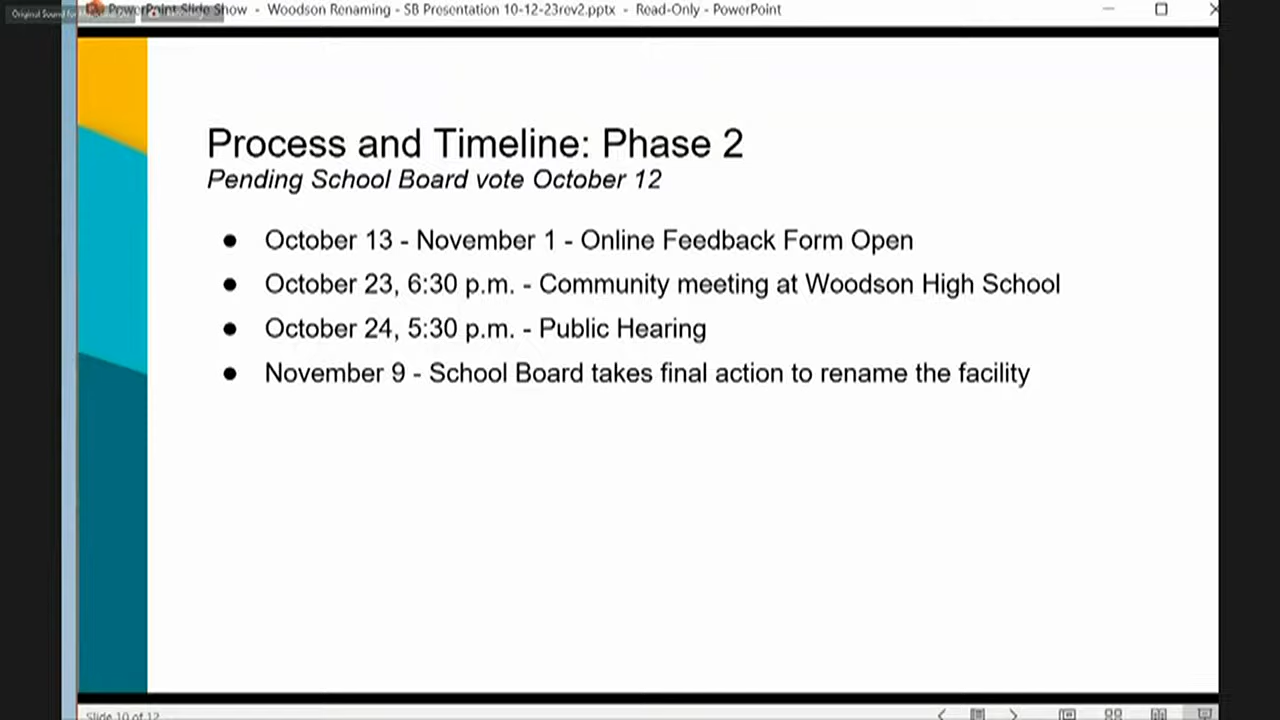 PowerPoint Slide Show - Woodson Renaming - SB Presentation 10-12-23rev2.pptx - Read-Only - PowerPoint
Process and Timeline: Phase 2
Pending School Board vote October 12
● October 13 - November 1 - Online Feedback Form Open
● October 23, 6:30 p.m. - Community meeting at Woodson High School
● October 24, 5:30 p.m. - Public Hearing
● November 9 - School Board takes final action to rename the facility
Slide 10 of 12